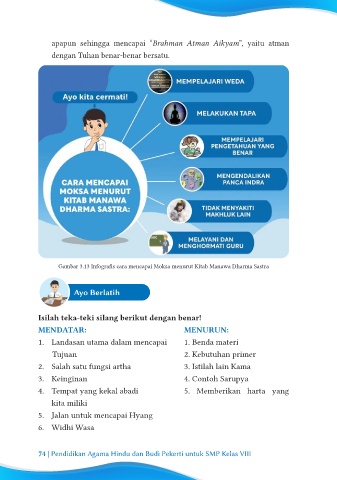 apapun sehingga mencapai "Brahman Atman Aikyam", yaitu atman
dengan Tuhan benar-benar bersatu.
Ayo kita cermati!
CARA MENCAPAI
MOKSA MENURUT
KITAB MANAWA
DHARMA SASTRA:
MEMPELAJARI WEDA
MELAKUKAN TAPA
MEMPELAJARI
PENGETAHUAN YANG
BENAR
MENGENDALIKAN
PANCA INDRA
TIDAK MENYAKITI
MAKHLUK LAIN
MELAYANI DAN
MENGHORMATI GURU
Gambar 3.13 Infografis cara mencapai Moksa menurut Kitab Manawa Dharma Sastra
Ayo Berlatih
Isilah teka-teki silang berikut dengan benar!
MENDATAR:
1. Landasan utama dalam mencapai
Tujuan
2. Salah satu fungsi artha
3. Keinginan
4. Tempat yang kekal abadi
kita miliki
5. Jalan untuk mencapai Hyang
6. Widhi Wasa
MENURUN:
1. Benda materi
2. Kebutuhan primer
3. Istilah lain Kama
4. Contoh Sarupya
5. Memberikan harta yang
74 | Pendidikan Agama Hindu dan Budi Pekerti untuk SMP Kelas VIII